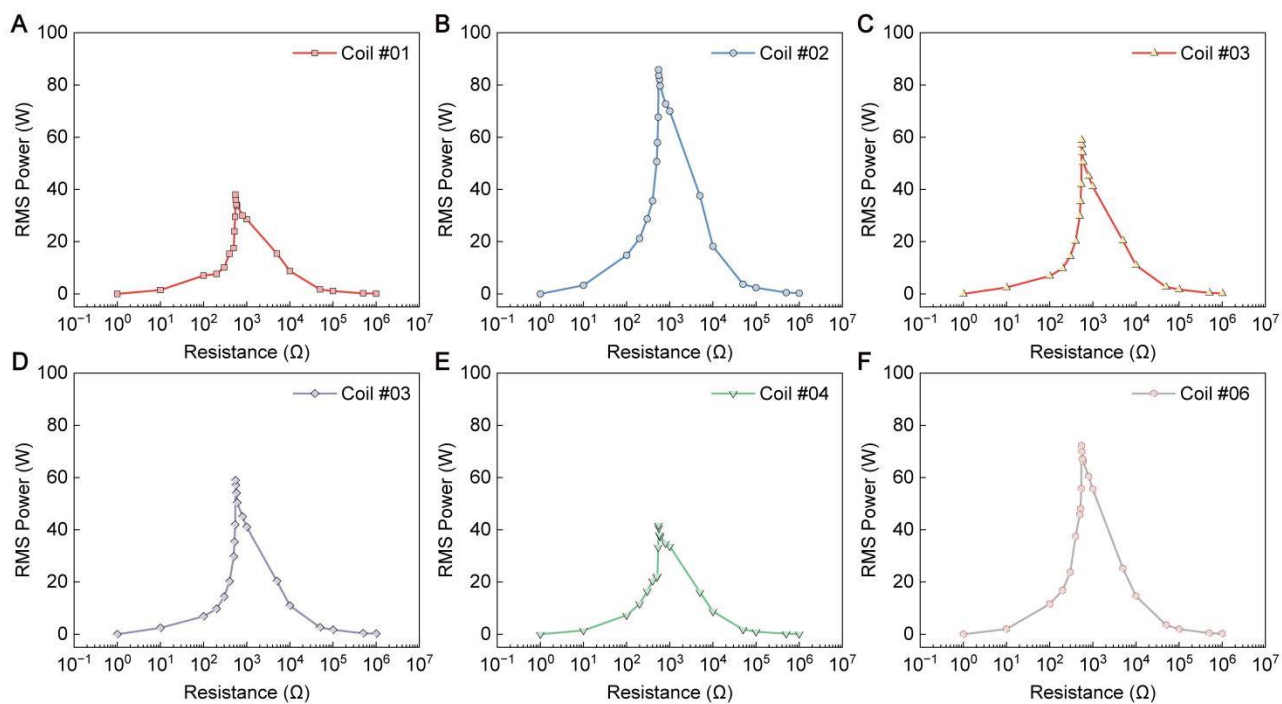 A
Coil #01
RMS Power (W)
100
80
60
40
20
0
10⁻¹ 10⁰ 10¹ 10² 10³ 10⁴ 10⁵ 10⁶ 10⁷
Resistance (Ω)
B
Coil #02
RMS Power (W)
100
80
60
40
20
0
10⁻¹ 10⁰ 10¹ 10² 10³ 10⁴ 10⁵ 10⁶ 10⁷
Resistance (Ω)
C
Coil #03
RMS Power (W)
100
80
60
40
20
0
10⁻¹ 10⁰ 10¹ 10² 10³ 10⁴ 10⁵ 10⁶ 10⁷
Resistance (Ω)
D
Coil #03
RMS Power (W)
100
80
60
40
20
0
10⁻¹ 10⁰ 10¹ 10² 10³ 10⁴ 10⁵ 10⁶ 10⁷
Resistance (Ω)
E
Coil #04
RMS Power (W)
100
80
60
40
20
0
10⁻¹ 10⁰ 10¹ 10² 10³ 10⁴ 10⁵ 10⁶ 10⁷
Resistance (Ω)
F
Coil #06
RMS Power (W)
100
80
60
40
20
0
10⁻¹ 10⁰ 10¹ 10² 10³ 10⁴ 10⁵ 10⁶ 10⁷
Resistance (Ω)